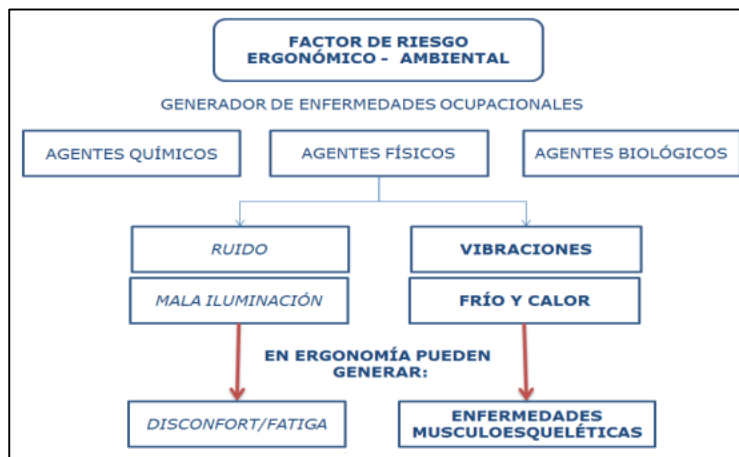 FACTOR DE RIESGO
ERGONÓMICO - AMBIENTAL
GENERADOR DE ENFERMEDADES OCUPACIONALES
AGENTES QUÍMICOS
AGENTES FÍSICOS
AGENTES BIOLÓGICOS
RUIDO
VIBRACIONES
MALA ILUMINACIÓN
FRÍO Y CALOR
EN ERGONOMÍA PUEDEN
GENERAR:
DISCONFORT/FATIGA
ENFERMEDADES
MUSCULOESQUELÉTICAS